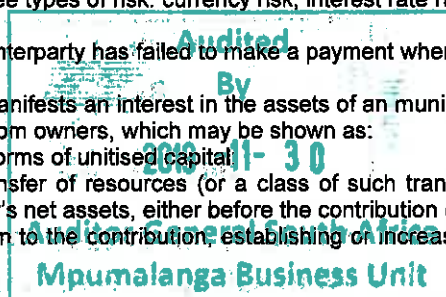 ee types of risk: currency risk, interest rate r
Audited
nterparty has failed to make a payment wher
By
anifests an interest in the assets of an muni
om owners, which may be shown as:
orms of unitised capital
11- 30
nsfer of resources (or a class of such tran
's net assets, either before the contribution
n to the contribution, establishing or increas
Auditor General South Africa
Mpumalanga Business Unit